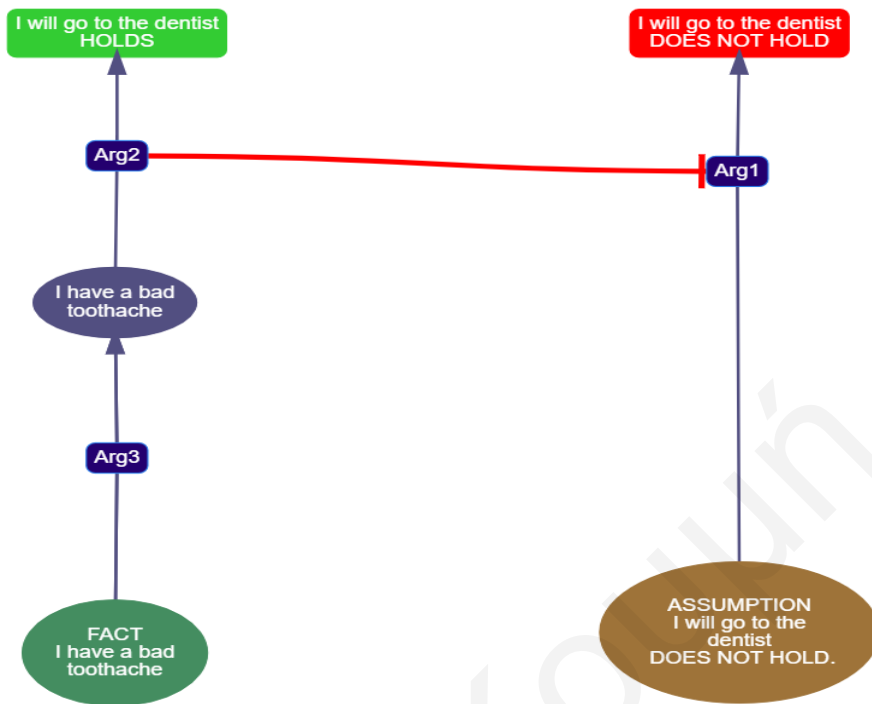 I will go to the dentist
HOLDS
I will go to the dentist
DOES NOT HOLD
Arg2
Arg1
I have a bad
toothache
Arg3
FACT
I have a bad
toothache
ASSUMPTION
I will go to the
dentist
DOES NOT HOLD.